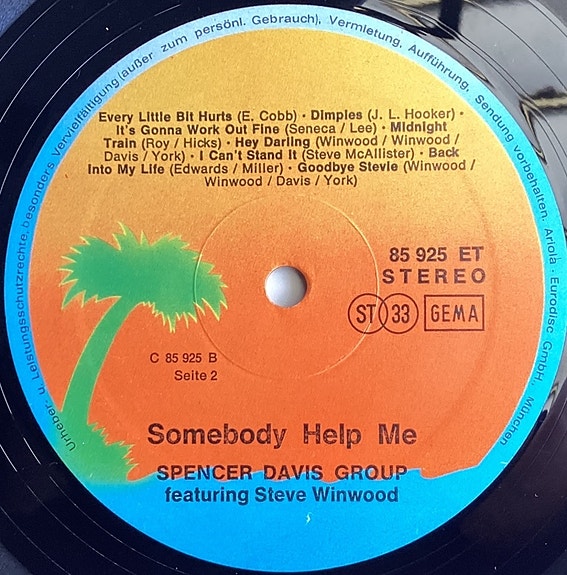 Urheber- u. Leistungsschutzrechte, besonders Vervielfältigung (außer zum persönl. Gebrauch), Vermietung, Aufführung, Sendung vorbehalten. Ariola - Eurodisc GmbH., München
Every Little Bit Hurts (E. Cobb) · Dimples (J. L. Hooker) ·
It's Gonna Work Out Fine (Seneca / Lee) · Midnight
Train (Roy / Hicks) · Hey Darling (Winwood / Winwood /
Davis / York) · I Can't Stand It (Steve McAllister) · Back
Into My Life (Edwards / Miller) · Goodbye Stevie (Winwood /
Winwood / Davis / York)
85 925 ET
STEREO
ST 33 GEMA
C 85 925 B
Seite 2
Somebody Help Me
SPENCER DAVIS GROUP
featuring Steve Winwood